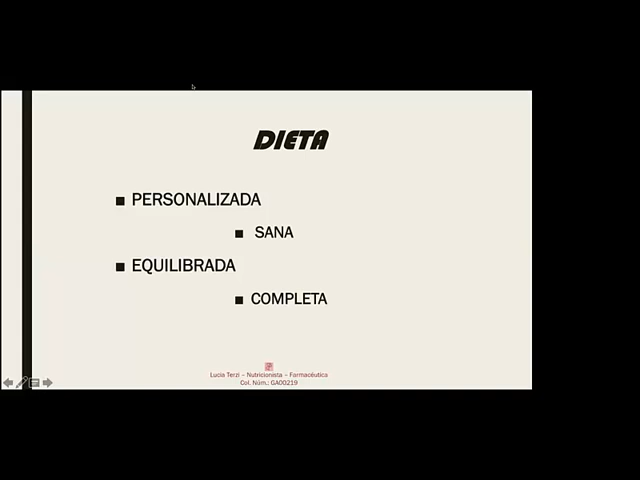 DIETA
PERSONALIZADA
SANA
EQUILIBRADA
COMPLETA
Lucia Terzi – Nutricionista – Farmacéutica
Col. Núm.: GA00219